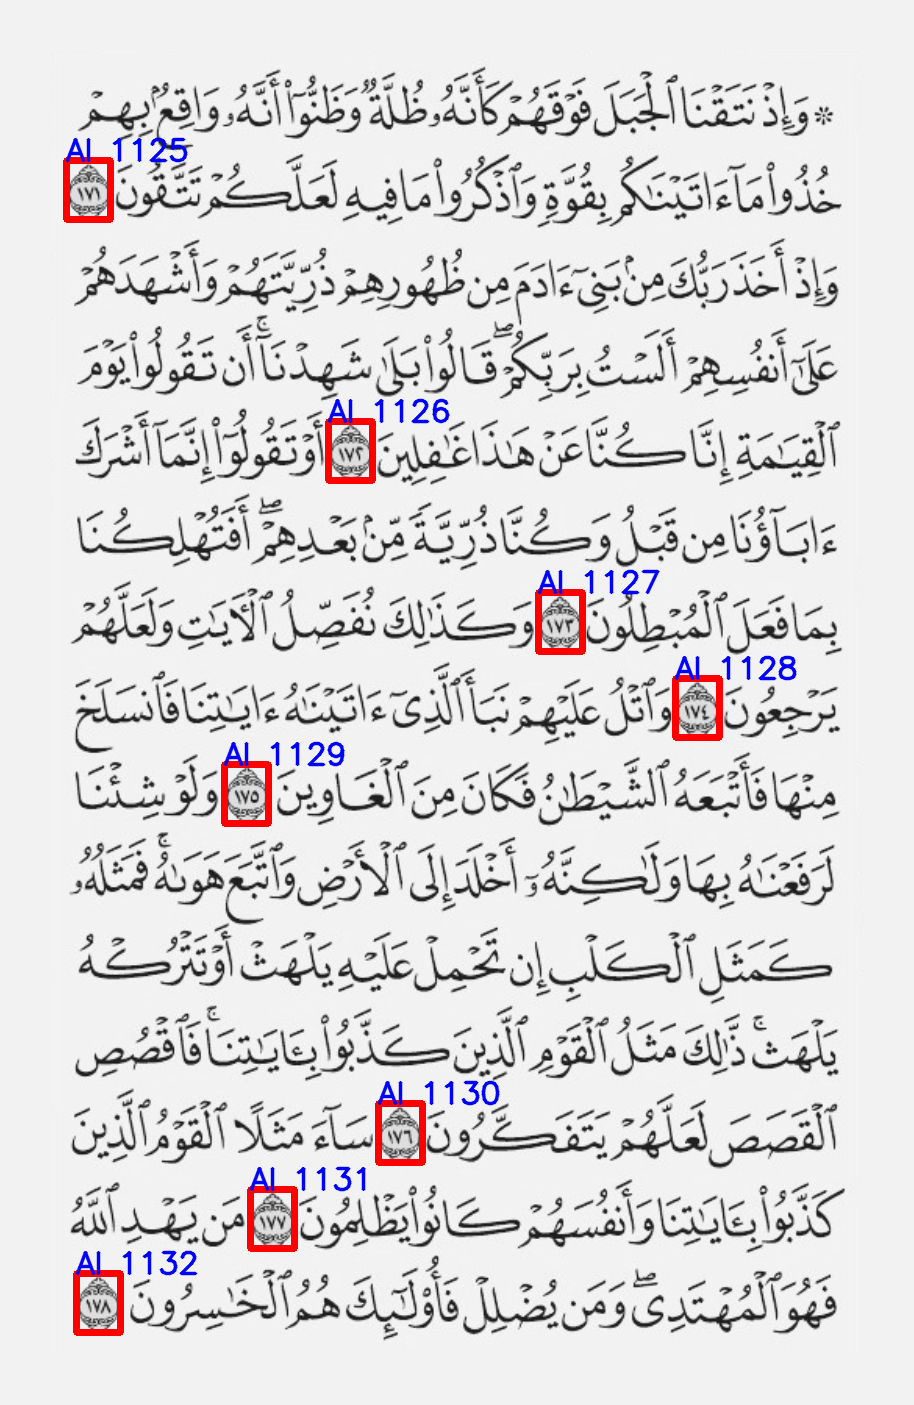 ۞ وَإِذْ نَتَقْنَا ٱلْجَبَلَ فَوْقَهُمْ كَأَنَّهُۥ ظُلَّةٌ وَظَنُّوٓا۟ أَنَّهُۥ وَاقِعٌۢ بِهِمْ
AI 1125
خُذُوا۟ مَآ ءَاتَيْنَٰكُم بِقُوَّةٍ وَٱذْكُرُوا۟ مَا فِيهِ لَعَلَّكُمْ تَتَّقُونَ ١٧١
وَإِذْ أَخَذَ رَبُّكَ مِنۢ بَنِىٓ ءَادَمَ مِن ظُهُورِهِمْ ذُرِّيَّتَهُمْ وَأَشْهَدَهُمْ
عَلَىٰٓ أَنفُسِهِمْ أَلَسْتُ بِرَبِّكُمْ ۖ قَالُوا۟ بَلَىٰ شَهِدْنَآ ۚ أَن تَقُولُوا۟ يَوْمَ
AI 1126
ٱلْقِيَٰمَةِ إِنَّا كُنَّا عَنْ هَٰذَا غَٰفِلِينَ ١٧٢ أَوْ تَقُولُوٓا۟ إِنَّمَآ أَشْرَكَ
ءَابَآؤُنَا مِن قَبْلُ وَكُنَّا ذُرِّيَّةً مِّنۢ بَعْدِهِمْ ۖ أَفَتُهْلِكُنَا
AI 1127
بِمَا فَعَلَ ٱلْمُبْطِلُونَ ١٧٣ وَكَذَٰلِكَ نُفَصِّلُ ٱلْءَايَٰتِ وَلَعَلَّهُمْ
AI 1128
يَرْجِعُونَ ١٧٤ وَٱتْلُ عَلَيْهِمْ نَبَأَ ٱلَّذِىٓ ءَاتَيْنَٰهُ ءَايَٰتِنَا فَٱنسَلَخَ
AI 1129
مِنْهَا فَأَتْبَعَهُ ٱلشَّيْطَٰنُ فَكَانَ مِنَ ٱلْغَاوِينَ ١٧٥ وَلَوْ شِئْنَا
لَرَفَعْنَٰهُ بِهَا وَلَٰكِنَّهُۥٓ أَخْلَدَ إِلَى ٱلْأَرْضِ وَٱتَّبَعَ هَوَىٰهُ ۚ فَمَثَلُهُۥ
كَمَثَلِ ٱلْكَلْبِ إِن تَحْمِلْ عَلَيْهِ يَلْهَثْ أَوْ تَتْرُكْهُ
يَلْهَث ۚ ذَّٰلِكَ مَثَلُ ٱلْقَوْمِ ٱلَّذِينَ كَذَّبُوا۟ بِـَٔايَٰتِنَا ۚ فَٱقْصُصِ
AI 1130
ٱلْقَصَصَ لَعَلَّهُمْ يَتَفَكَّرُونَ ١٧٦ سَآءَ مَثَلًا ٱلْقَوْمُ ٱلَّذِينَ
AI 1131
كَذَّبُوا۟ بِـَٔايَٰتِنَا وَأَنفُسَهُمْ كَانُوا۟ يَظْلِمُونَ ١٧٧ مَن يَهْدِ ٱللَّهُ
AI 1132
فَهُوَ ٱلْمُهْتَدِى ۖ وَمَن يُضْلِلْ فَأُو۟لَٰٓئِكَ هُمُ ٱلْخَٰسِرُونَ ١٧٨